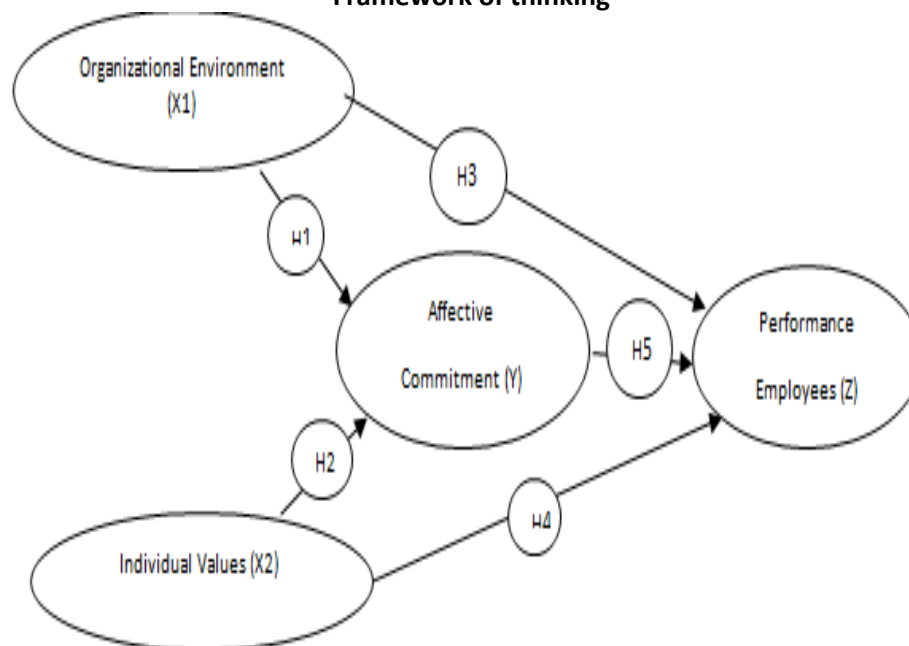 Framework of thinking
Organizational Environment
(X1)
H3
H1
Affective
Commitment (Y)
H5
Performance
Employees (Z)
H2
H4
Individual Values (X2)